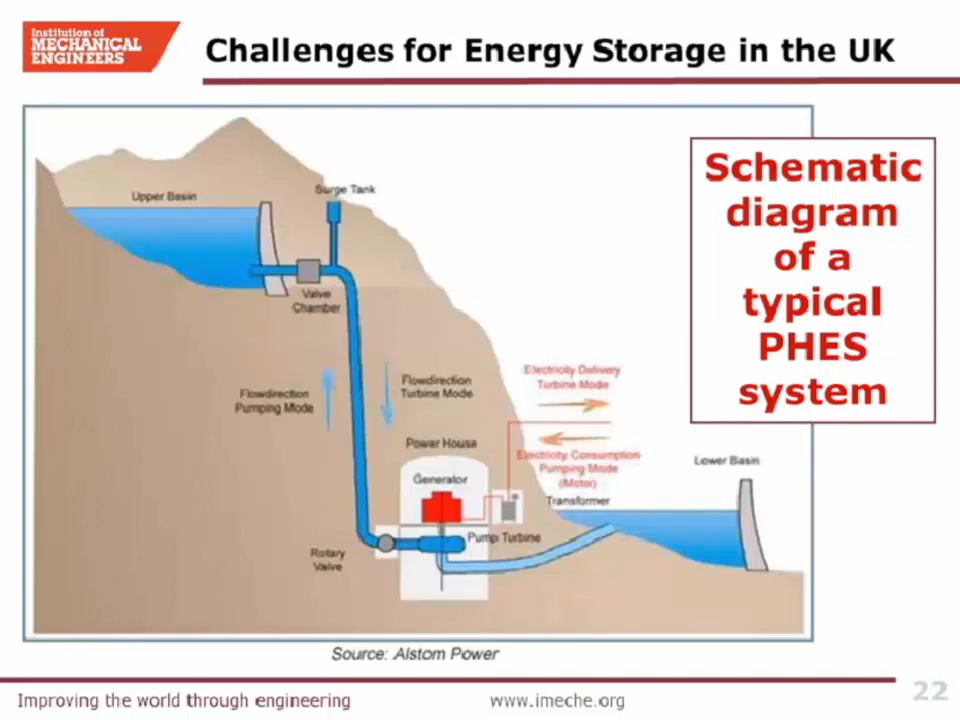 Institution of
MECHANICAL
ENGINEERS
Challenges for Energy Storage in the UK
Schematic
diagram
of a
typical
PHES
system
Upper Basin
Surge Tank
Valve
Chamber
Flowdirection
Pumping Mode
Flowdirection
Turbine Mode
Electricity Delivery
Turbine Mode
Electricity Consumption
Pumping Mode
(Motor)
Power House
Generator
Transformer
Lower Basin
Pump Turbine
Rotary
Valve
Source: Alstom Power
Improving the world through engineering
www.imeche.org
22